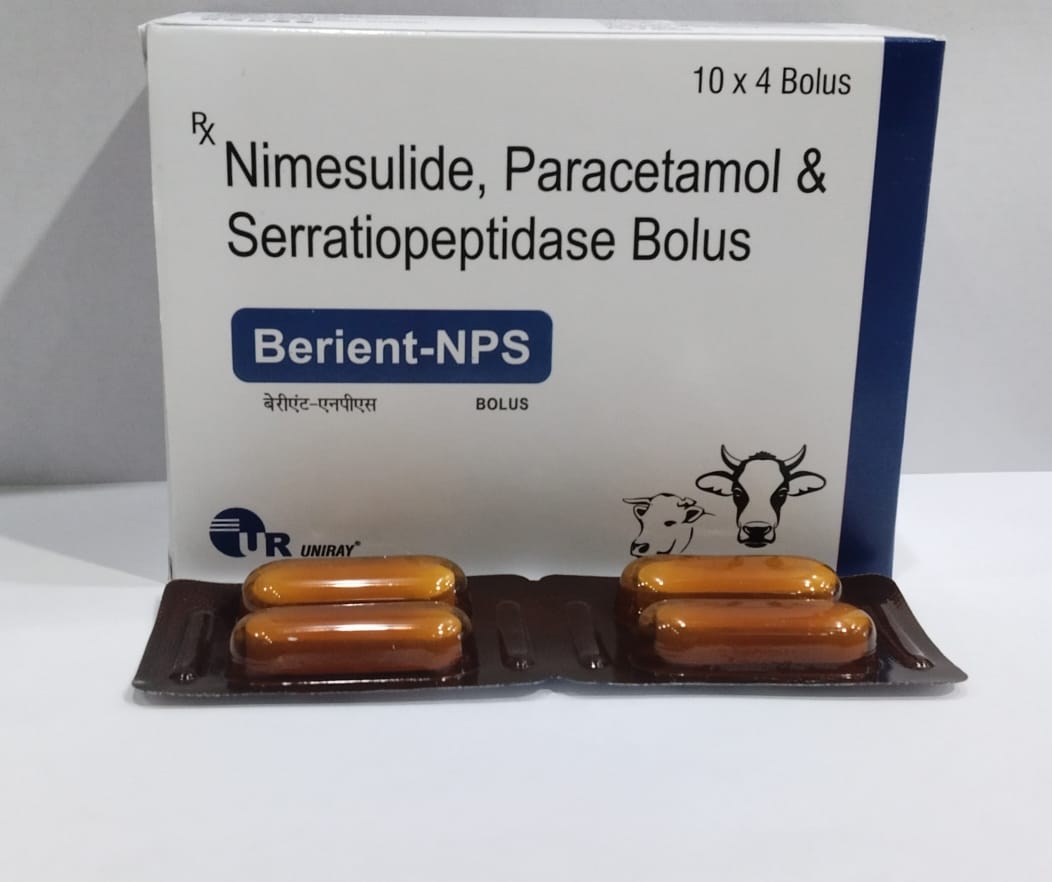 10 x 4 Bolus
Rx
Nimesulide, Paracetamol &
Serratiopeptidase Bolus
Berient-NPS
बेरीएंट-एनपीएस BOLUS
UR UNIRAY®